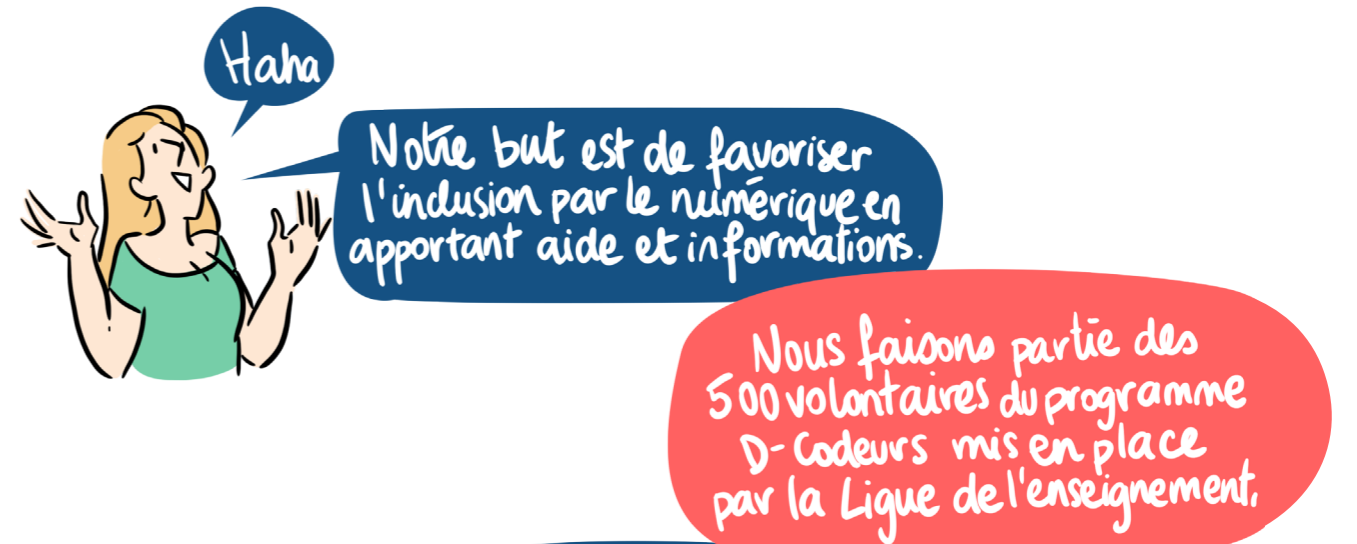 Haha
Notre but est de favoriser
l'inclusion par le numérique en
apportant aide et informations.
Nous faisons partie des
500 volontaires du programme
D-Codeurs mis en place
par la Ligue de l'enseignement,